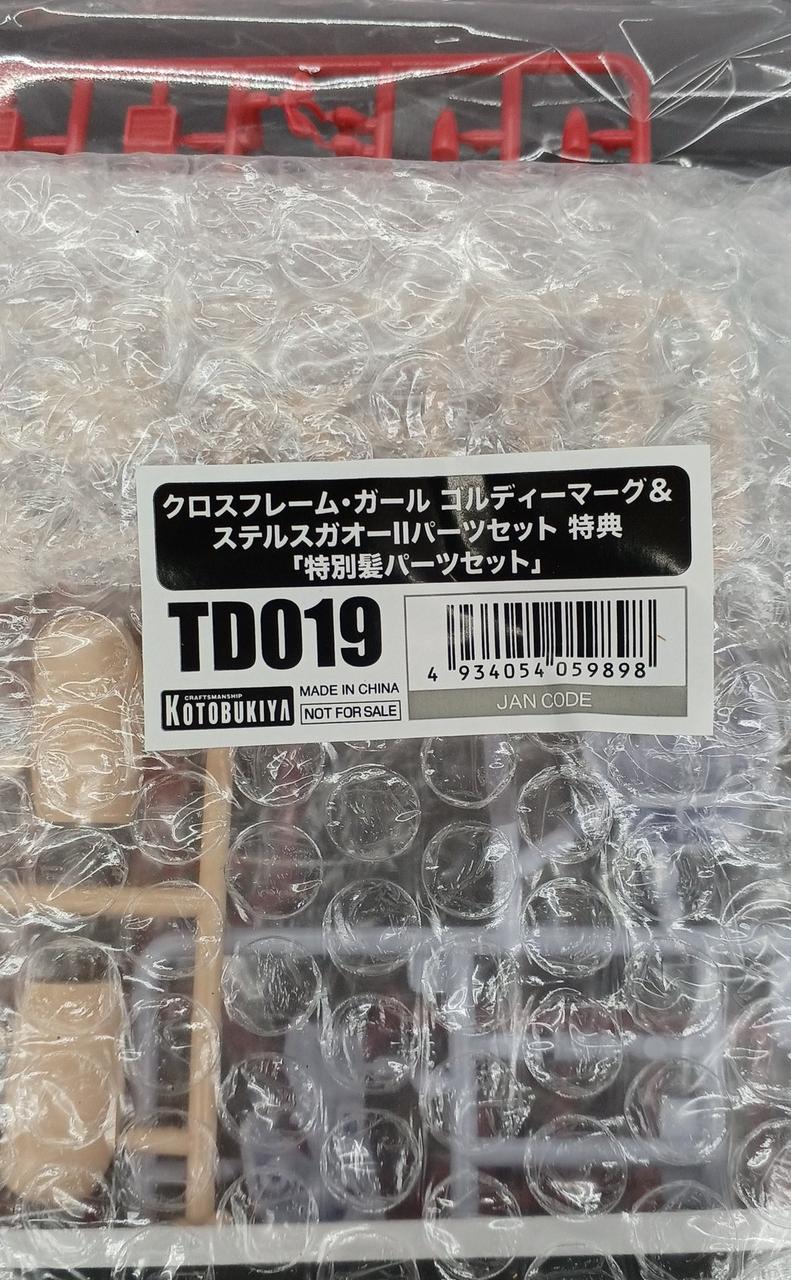 クロスフレーム・ガール ゴルディーマーグ&
ステルスガオーIIパーツセット 特典
「特別髪パーツセット」
TD019
4 934054 059898
JAN CODE
CRAFTSMANSHIP
KOTOBUKIYA
MADE IN CHINA
NOT FOR SALE